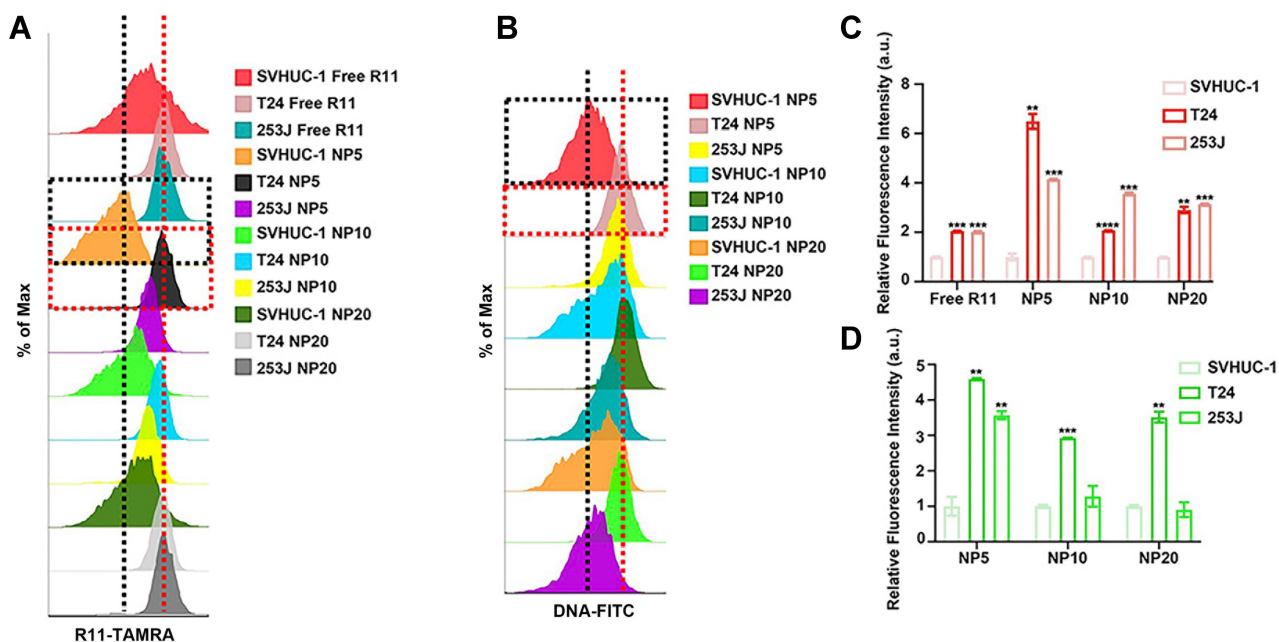 A
SVHUC-1 Free R11
T24 Free R11
253J Free R11
SVHUC-1 NP5
T24 NP5
253J NP5
SVHUC-1 NP10
T24 NP10
253J NP10
SVHUC-1 NP20
T24 NP20
253J NP20
% of Max
R11-TAMRA
B
SVHUC-1 NP5
T24 NP5
253J NP5
SVHUC-1 NP10
T24 NP10
253J NP10
SVHUC-1 NP20
T24 NP20
253J NP20
% of Max
DNA-FITC
C
Relative Fluorescence Intensity (a.u.)
8
6
4
2
0
** *** *** *** **** *** ** ***
Free R11 NP5 NP10 NP20
SVHUC-1
T24
253J
D
Relative Fluorescence Intensity (a.u.)
5
4
3
2
1
0
** ** *** **
NP5 NP10 NP20
SVHUC-1
T24
253J